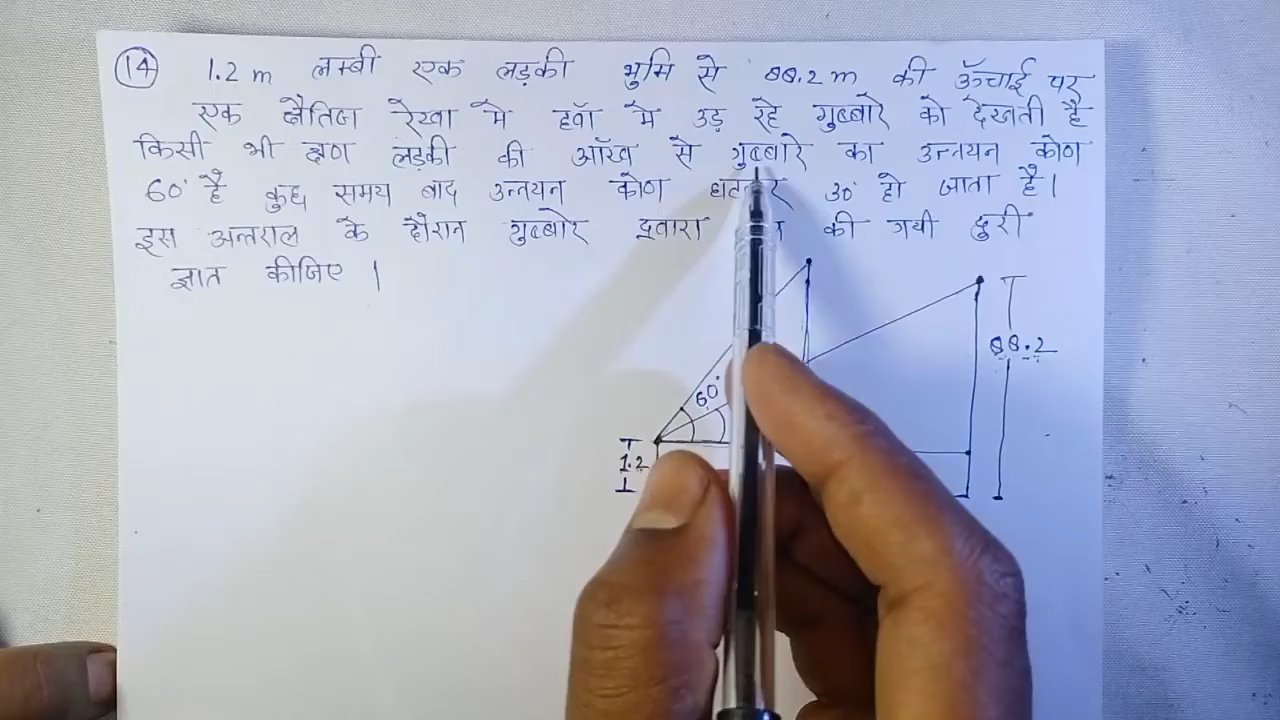 14 1.2 m लम्बी एक लड़की भुमि से 88.2 m की ऊँचाई पर
एक क्षैतिज रेखा मे हवाॅ मे उड़ रहे गुब्बारे को देखती है
किसी भी क्षण लड़की की आँख से गुब्बारे का उन्नयन कोण
60° है कुछ समय बाद उन्नयन कोण 30° हो जाता है।
इस अन्तराल के दौरान गुब्बारे द्वारा की गयी दुरी
ज्ञात कीजिए।
88.2
60°
1.2